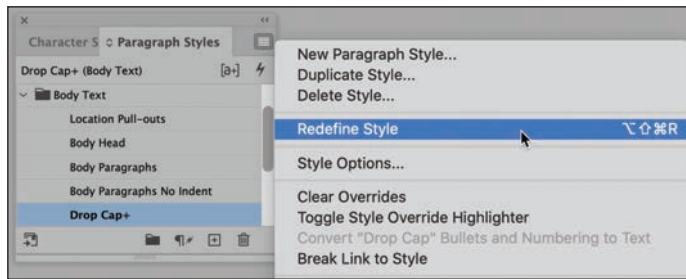 Character S
Paragraph Styles
Drop Cap+ (Body Text)
[a+]
Body Text
Location Pull-outs
Body Head
Body Paragraphs
Body Paragraphs No Indent
Drop Cap+
New Paragraph Style...
Duplicate Style...
Delete Style...
Redefine Style ⌥⇧⌘R
Style Options...
Clear Overrides
Toggle Style Override Highlighter
Convert "Drop Cap" Bullets and Numbering to Text
Break Link to Style